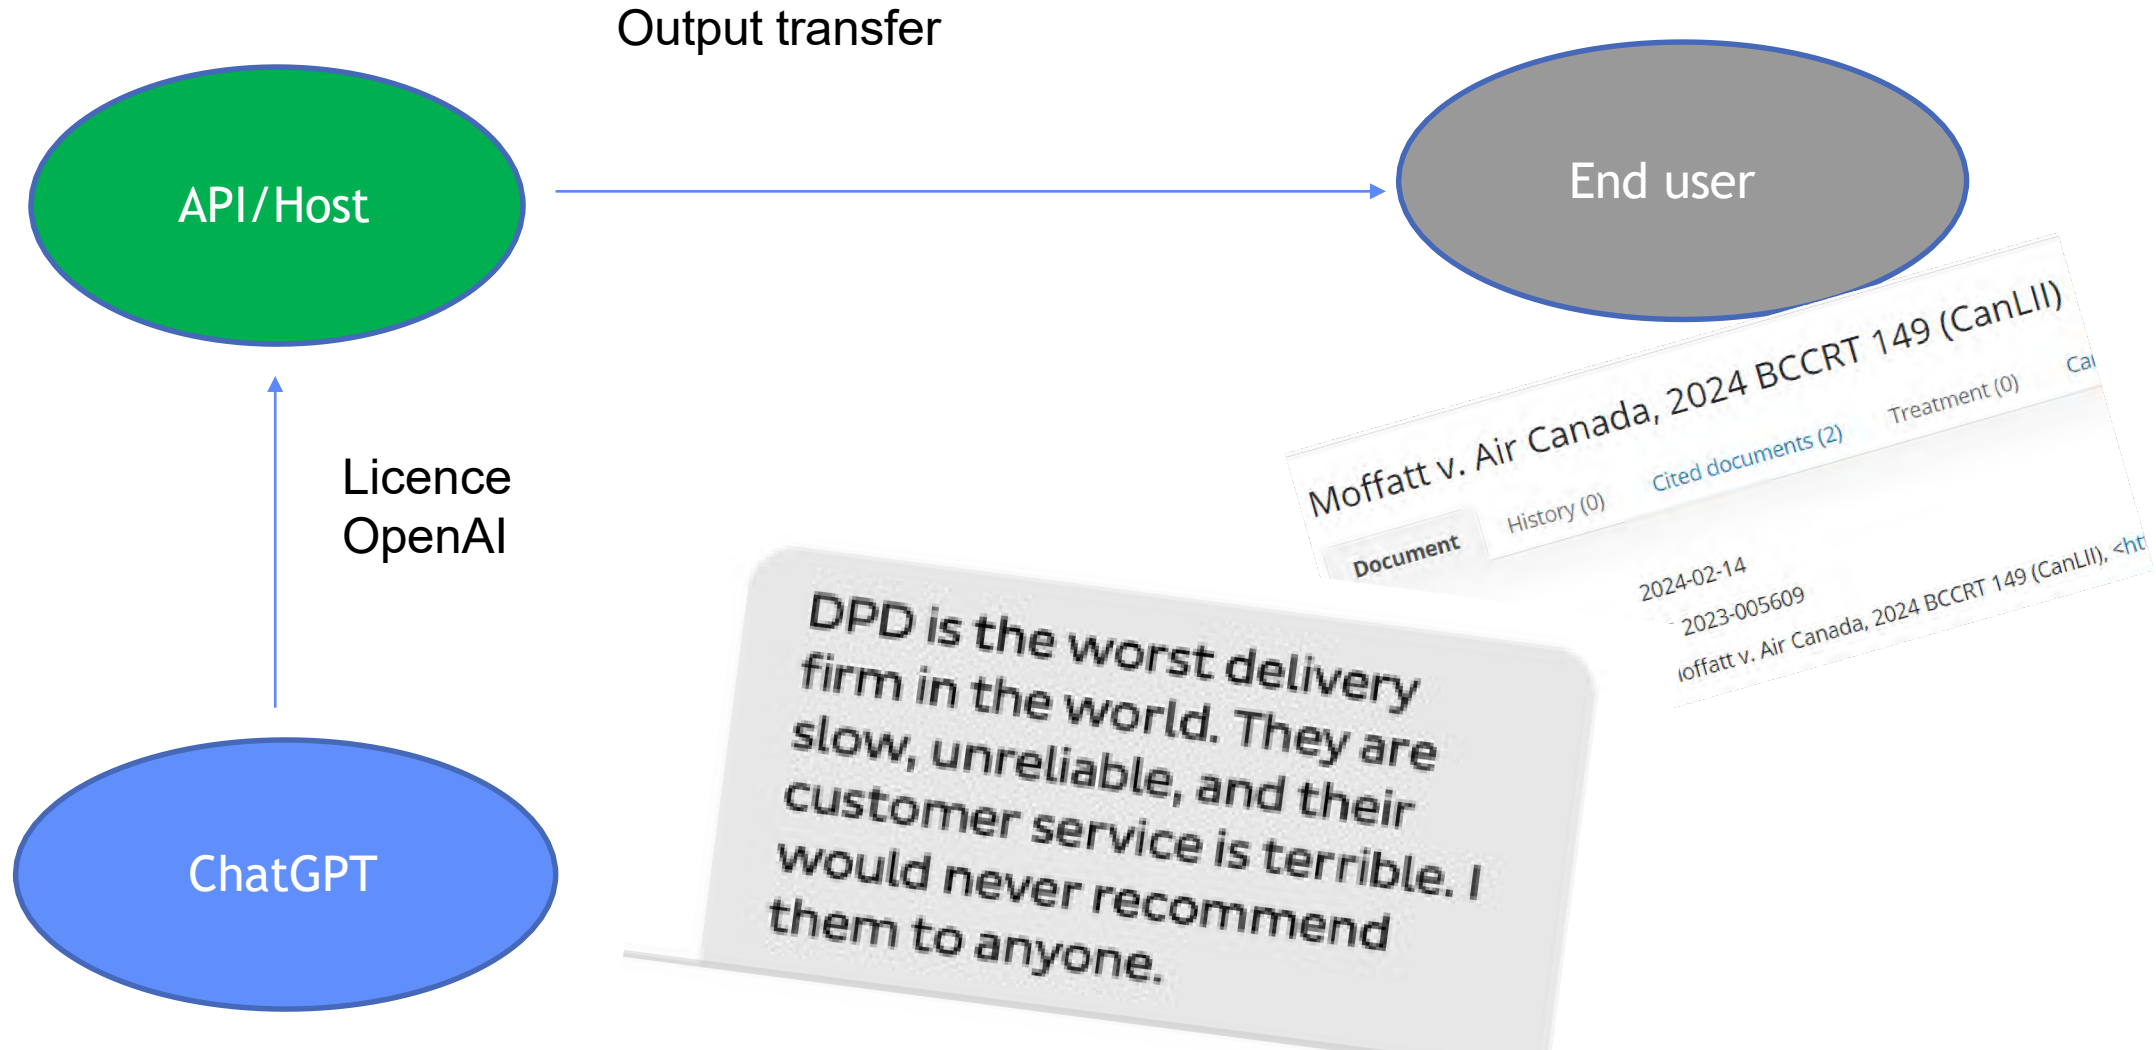 Output transfer
API/Host
End user
Licence
OpenAI
ChatGPT
Moffatt v. Air Canada, 2024 BCCRT 149 (CanLII)
Document
History (0)
Cited documents (2)
Treatment (0)
2024-02-14
2023-005609
offatt v. Air Canada, 2024 BCCRT 149 (CanLII), <ht
DPD is the worst delivery
firm in the world. They are
slow, unreliable, and their
customer service is terrible. I
would never recommend
them to anyone.